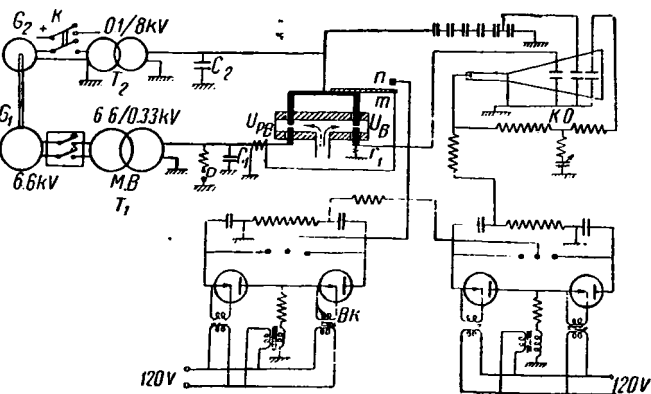 G2 + K 01/8kV
T2 C2
n
m
UPB UB
r1
KO
G1 6.6/0.33kV
6.6kV M.B
T1
BK
120V 120V